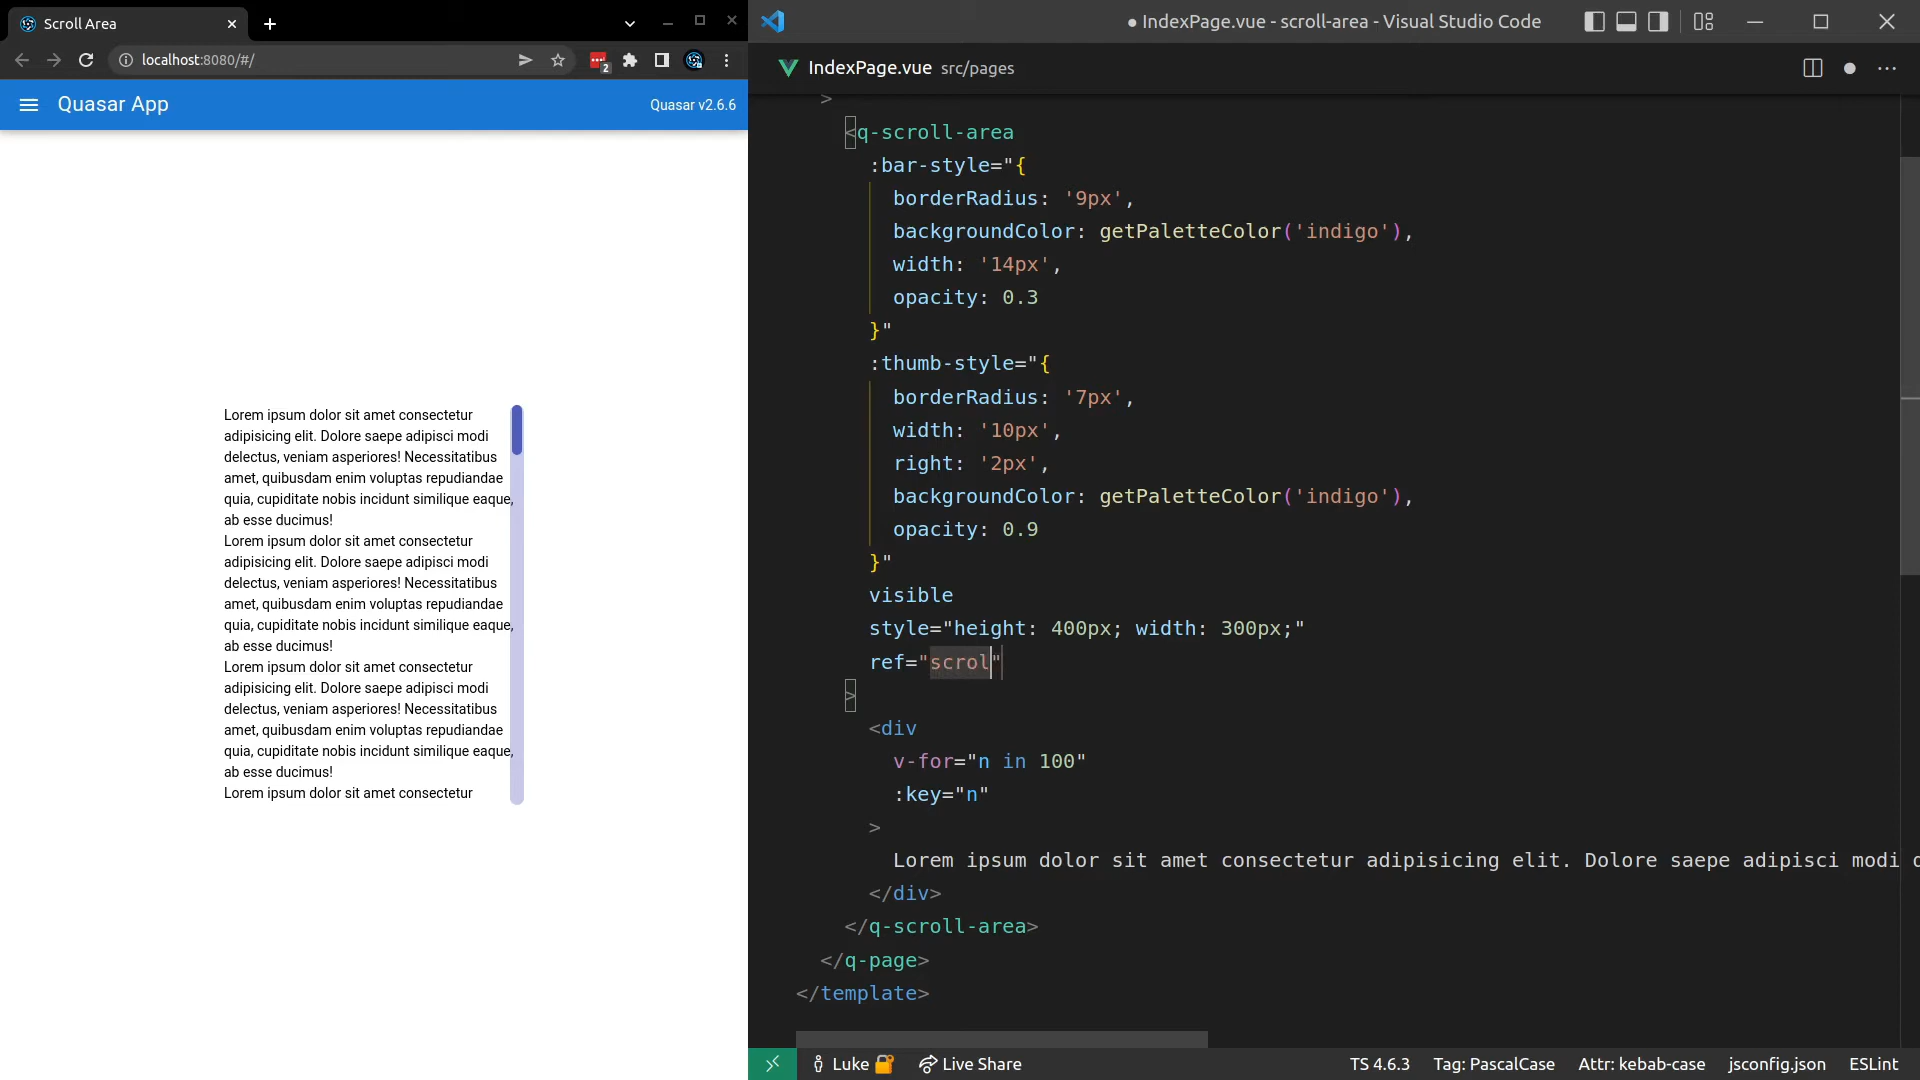 Scroll Area
localhost:8080/#/
2
Quasar App
Quasar v2.6.6
Lorem ipsum dolor sit amet consectetur
adipisicing elit. Dolore saepe adipisci modi
delectus, veniam asperiores! Necessitatibus
amet, quibusdam enim voluptas repudiandae
quia, cupiditate nobis incidunt similique eaque,
ab esse ducimus!
Lorem ipsum dolor sit amet consectetur
adipisicing elit. Dolore saepe adipisci modi
delectus, veniam asperiores! Necessitatibus
amet, quibusdam enim voluptas repudiandae
quia, cupiditate nobis incidunt similique eaque,
ab esse ducimus!
Lorem ipsum dolor sit amet consectetur
adipisicing elit. Dolore saepe adipisci modi
delectus, veniam asperiores! Necessitatibus
amet, quibusdam enim voluptas repudiandae
quia, cupiditate nobis incidunt similique eaque,
ab esse ducimus!
Lorem ipsum dolor sit amet consectetur
● IndexPage.vue - scroll-area - Visual Studio Code
IndexPage.vue src/pages
>
<q-scroll-area
:bar-style="{
borderRadius: '9px',
backgroundColor: getPaletteColor('indigo'),
width: '14px',
opacity: 0.3
}"
:thumb-style="{
borderRadius: '7px',
width: '10px',
right: '2px',
backgroundColor: getPaletteColor('indigo'),
opacity: 0.9
}"
visible
style="height: 400px; width: 300px;"
ref="scrol"
>
<div
v-for="n in 100"
:key="n"
>
Lorem ipsum dolor sit amet consectetur adipisicing elit. Dolore saepe adipisci modi
</div>
</q-scroll-area>
</q-page>
</template>
Luke
Live Share
TS 4.6.3
Tag: PascalCase
Attr: kebab-case
jsconfig.json
ESLint